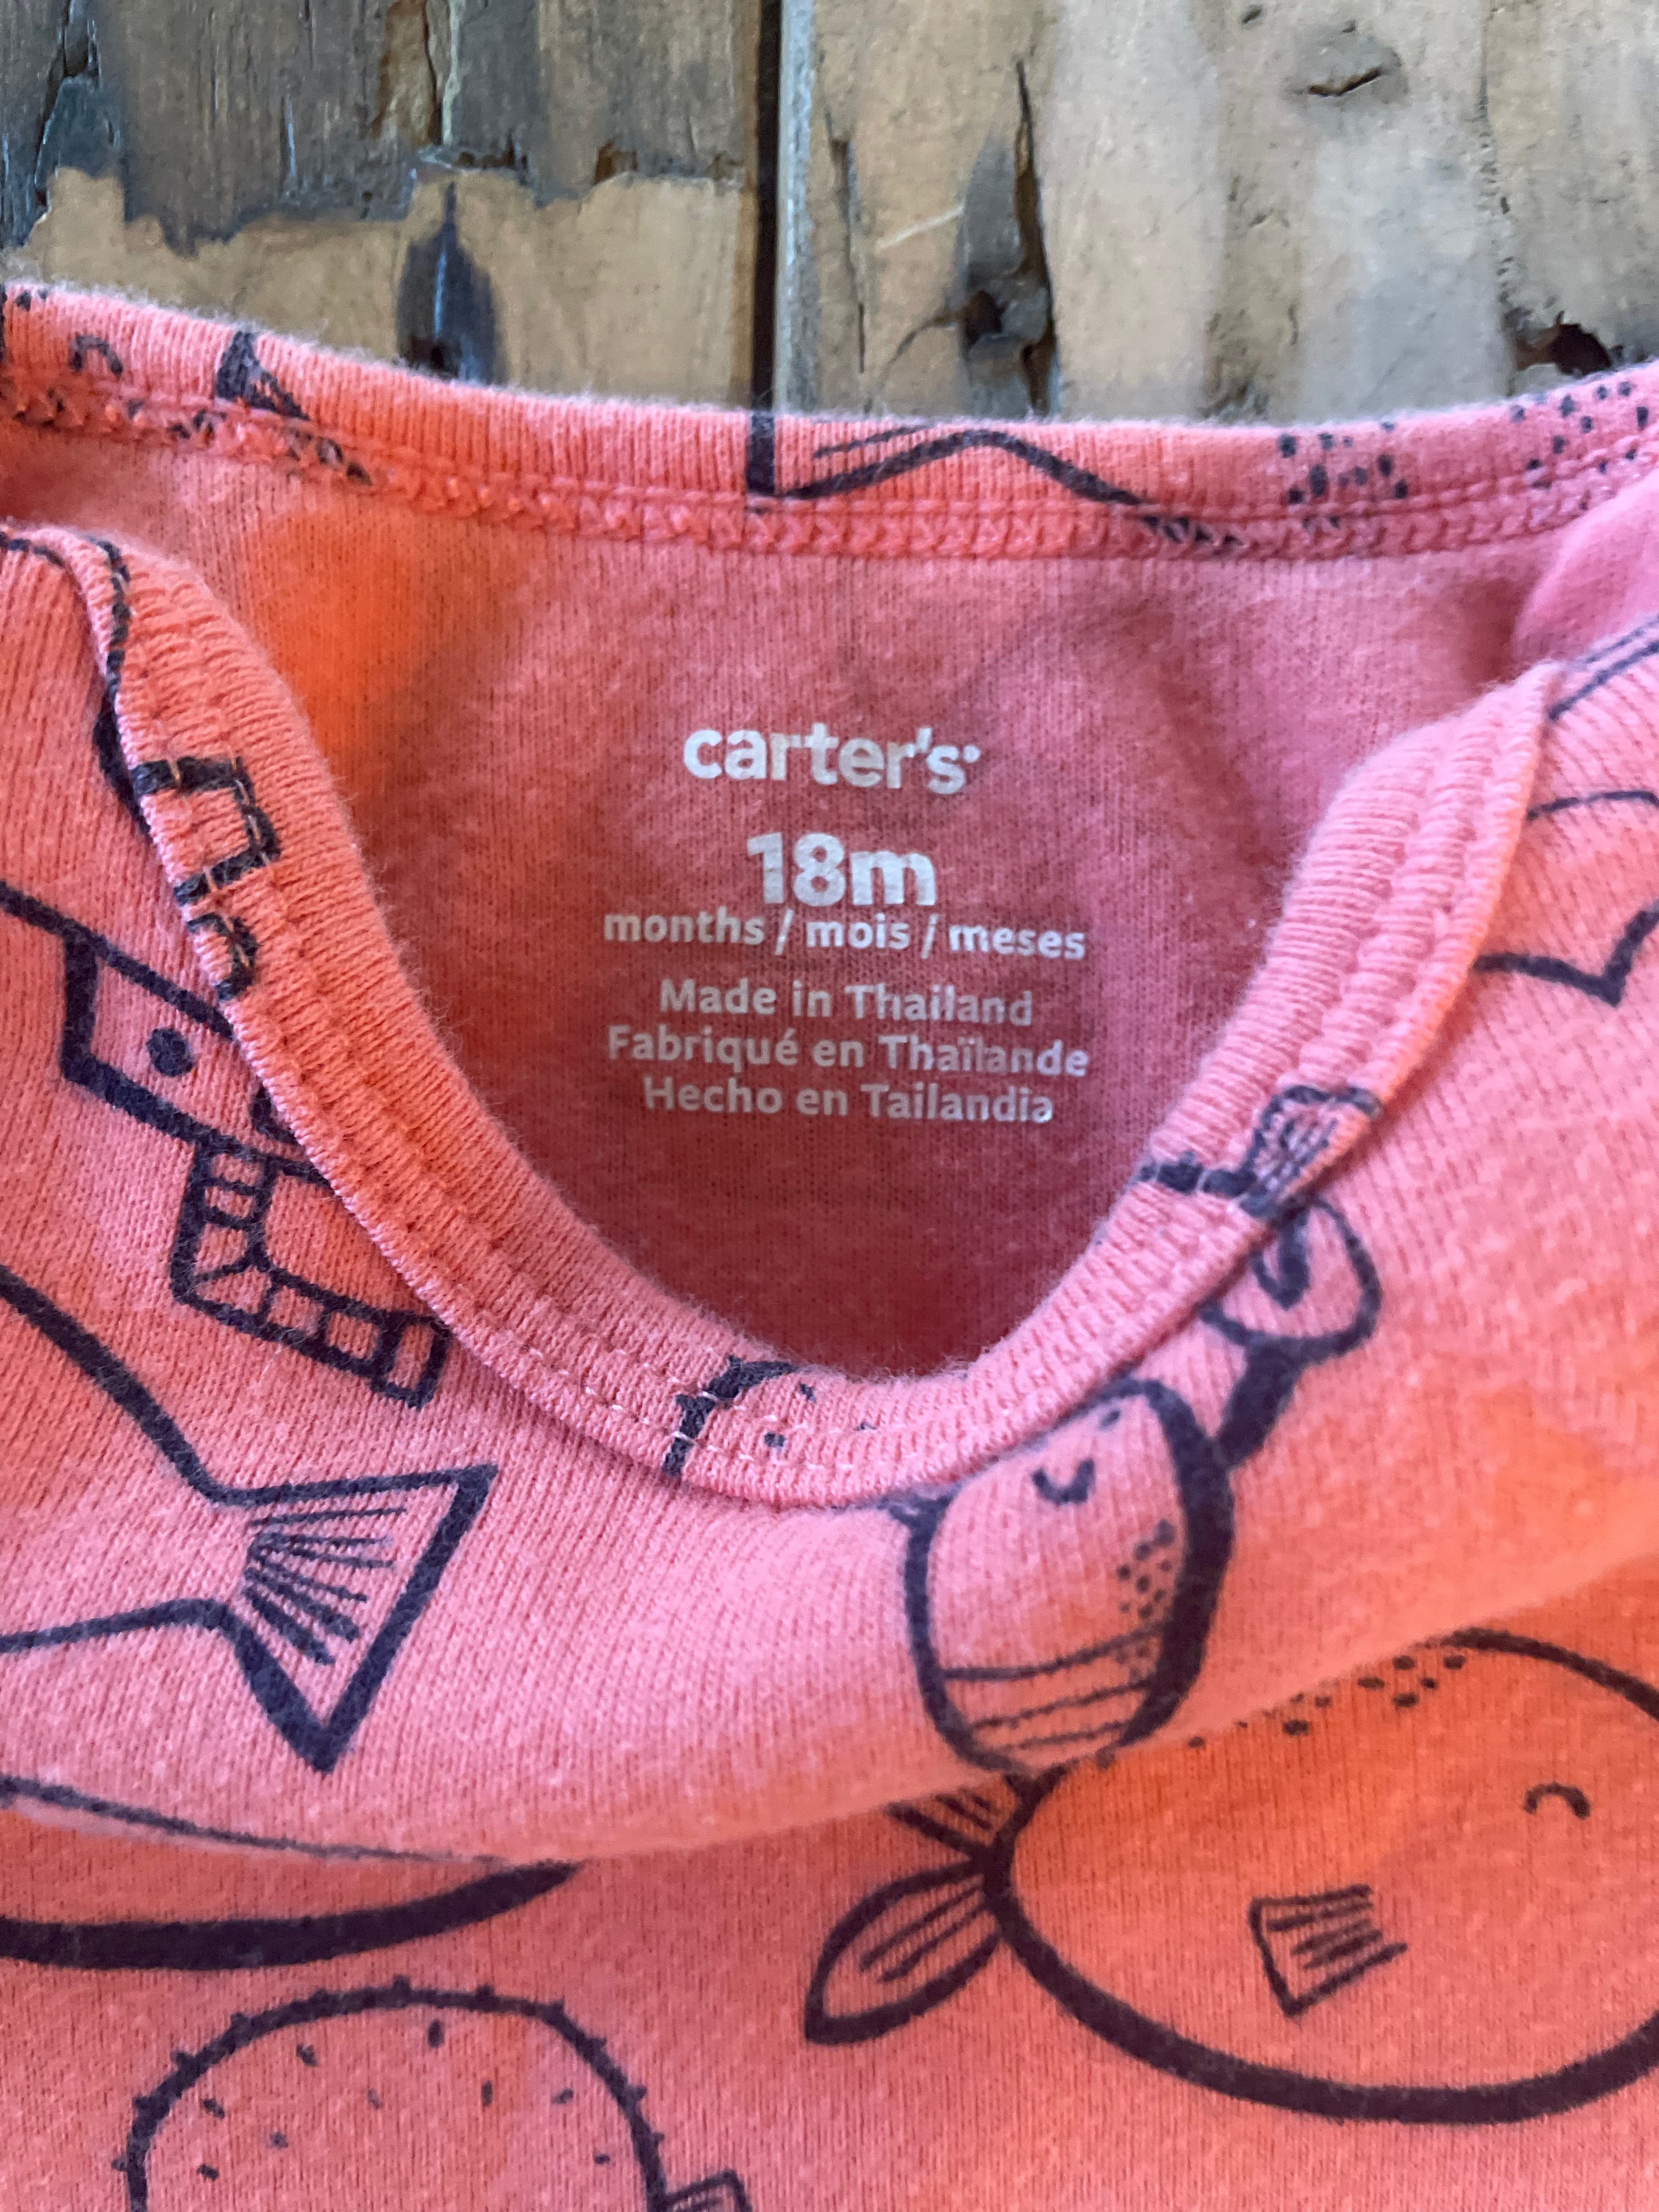 carter's
18m
months / mois / meses
Made in Thailand
Fabriqué en Thaïlande
Hecho en Tailandia